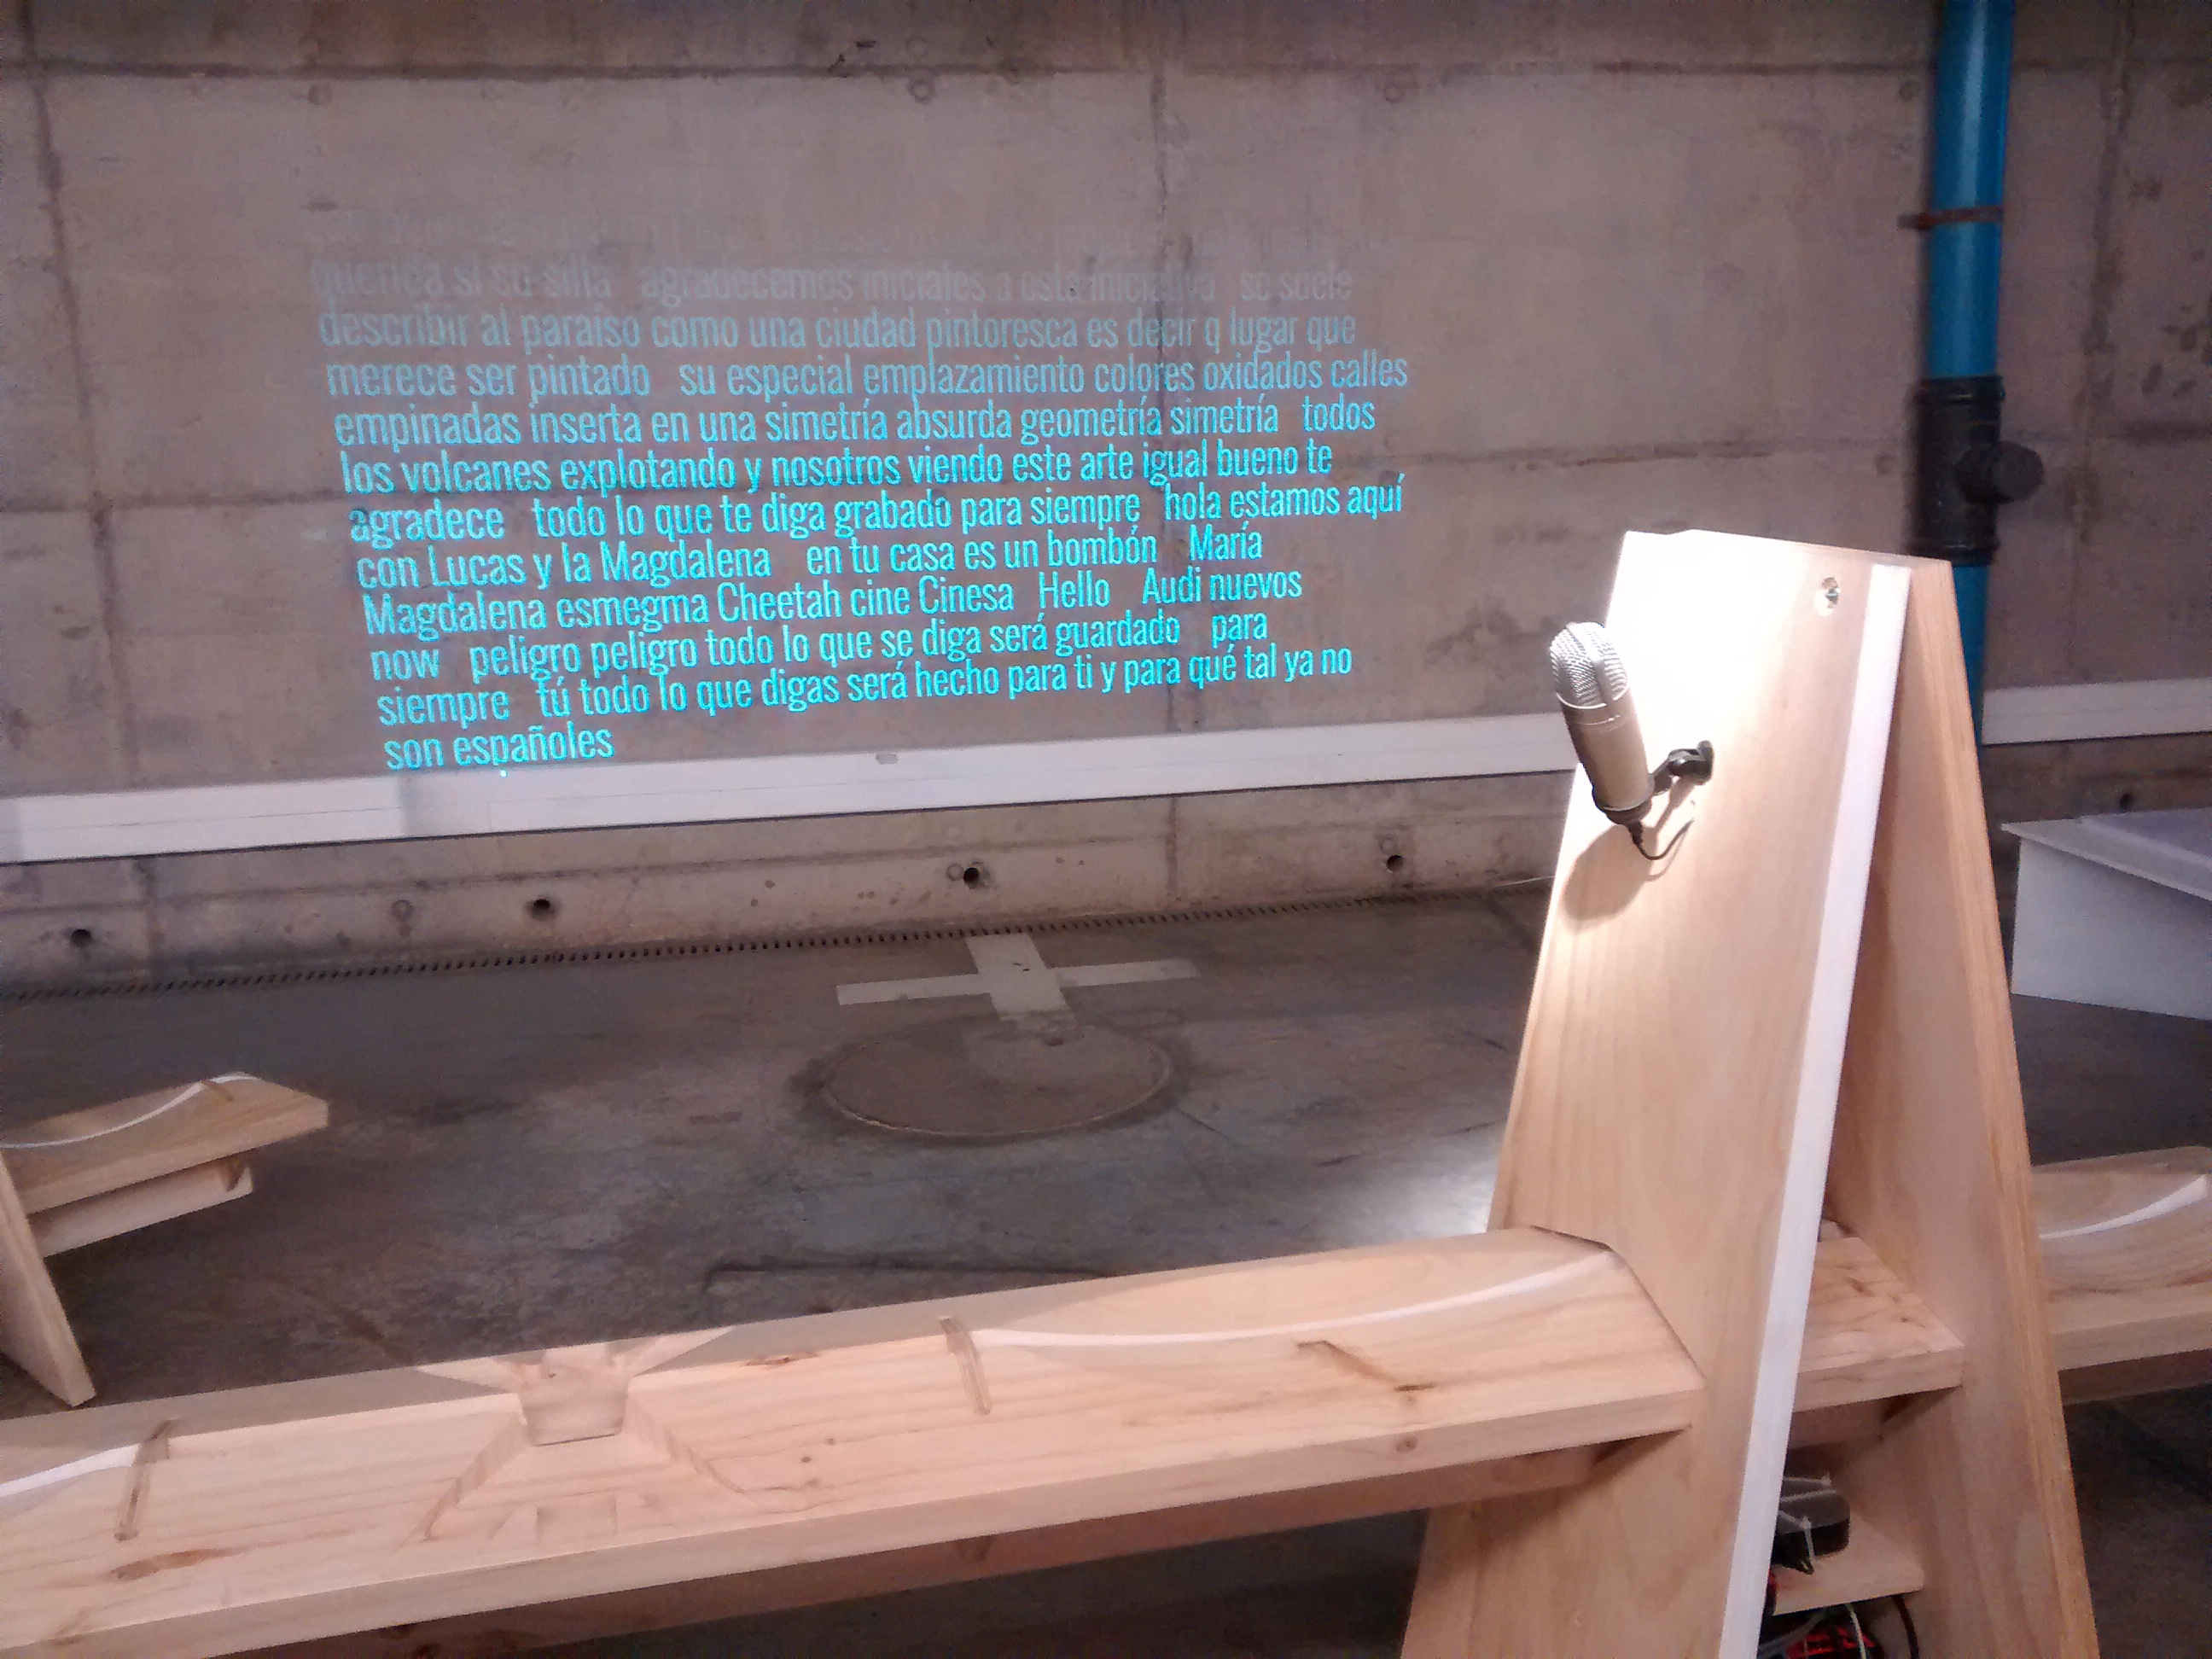 querida si su silla agradecemos iniciales a esta iniciativa se suele
describir al paraíso como una ciudad pintoresca es decir q lugar que
merece ser pintado su especial emplazamiento colores oxidados calles
empinadas inserta en una simetría absurda geometría simetría todos
los volcanes explotando y nosotros viendo este arte igual bueno te
agradece todo lo que te diga grabado para siempre hola estamos aquí
con Lucas y la Magdalena en tu casa es un bombón María
Magdalena esmegma Cheetah cine Cinesa Hello Audi nuevos
now peligro peligro todo lo que se diga será guardado para
siempre tú todo lo que digas será hecho para ti y para qué tal ya no
son españoles